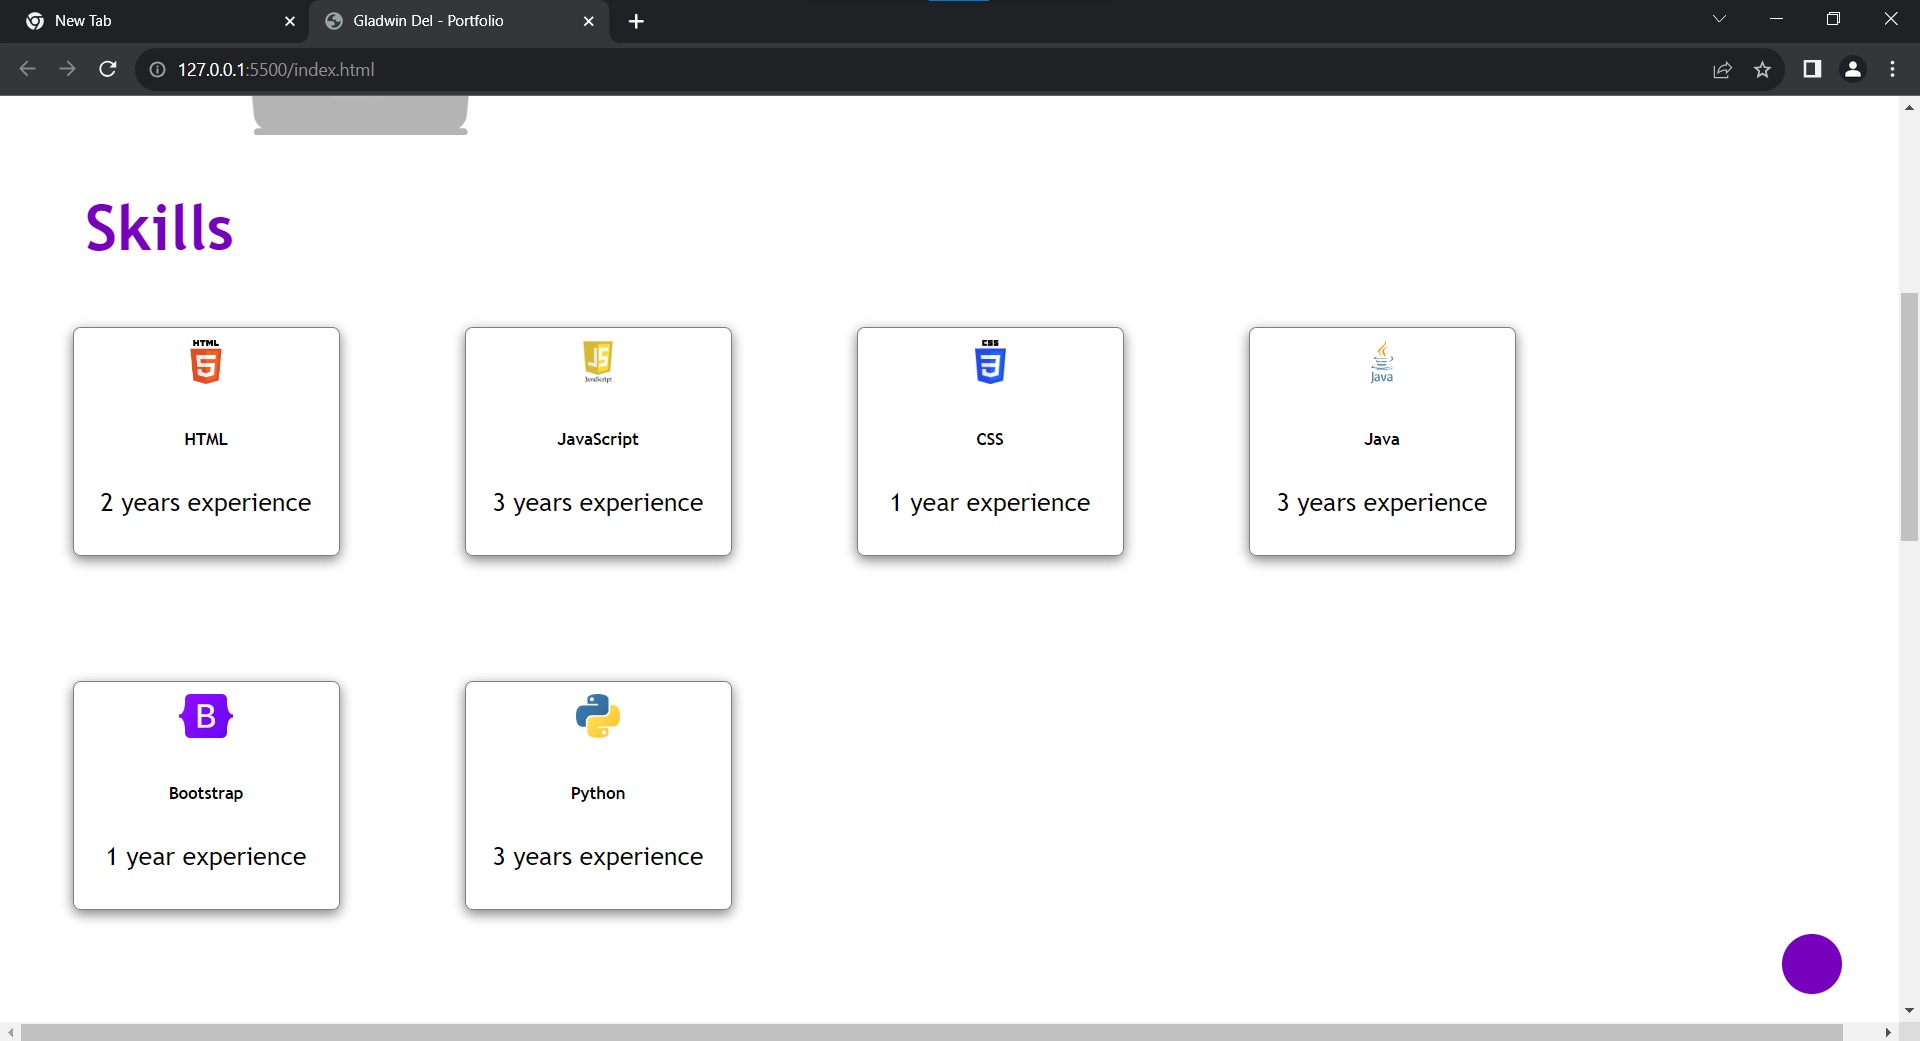 New Tab
Gladwin Del - Portfolio
127.0.0.1:5500/index.html
Skills
HTML
5
JS
JavaScript
CSS
3
Java
HTML
JavaScript
CSS
Java
2 years experience
3 years experience
1 year experience
3 years experience
B
Bootstrap
Python
1 year experience
3 years experience